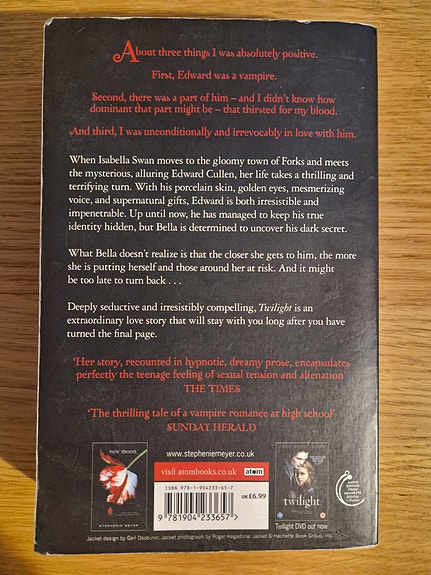 About three things I was absolutely positive.
First, Edward was a vampire.
Second, there was a part of him – and I didn't know how
dominant that part might be – that thirsted for my blood.
And third, I was unconditionally and irrevocably in love with him.
When Isabella Swan moves to the gloomy town of Forks and meets
the mysterious, alluring Edward Cullen, her life takes a thrilling and
terrifying turn. With his porcelain skin, golden eyes, mesmerizing
voice, and supernatural gifts, Edward is both irresistible and
impenetrable. Up until now, he has managed to keep his true
identity hidden, but Bella is determined to uncover his dark secret.
What Bella doesn't realize is that the closer she gets to him, the more
she is putting herself and those around her at risk. And it might
be too late to turn back . . .
Deeply seductive and irresistibly compelling, Twilight is an
extraordinary love story that will stay with you long after you have
turned the final page.
'Her story, recounted in hypnotic, dreamy prose, encapsulates
perfectly the teenage feeling of sexual tension and alienation'
THE TIMES
'The thrilling tale of a vampire romance at high school'
SUNDAY HERALD
new moon
STEPHENIE MEYER
www.stepheniemeyer.co.uk
visit atombooks.co.uk
atom
ISBN 978-1-904233-65-7
9 781904 233657 >
UK £6.99
twilight
Twilight DVD out now
AUDIO
EDITION
FROM
HACHETTE
DIGITAL
Jacket design by Gail Doobinin. Jacket photograph by Roger Hagadone: Jacket © Hachette Book Group, Inc.